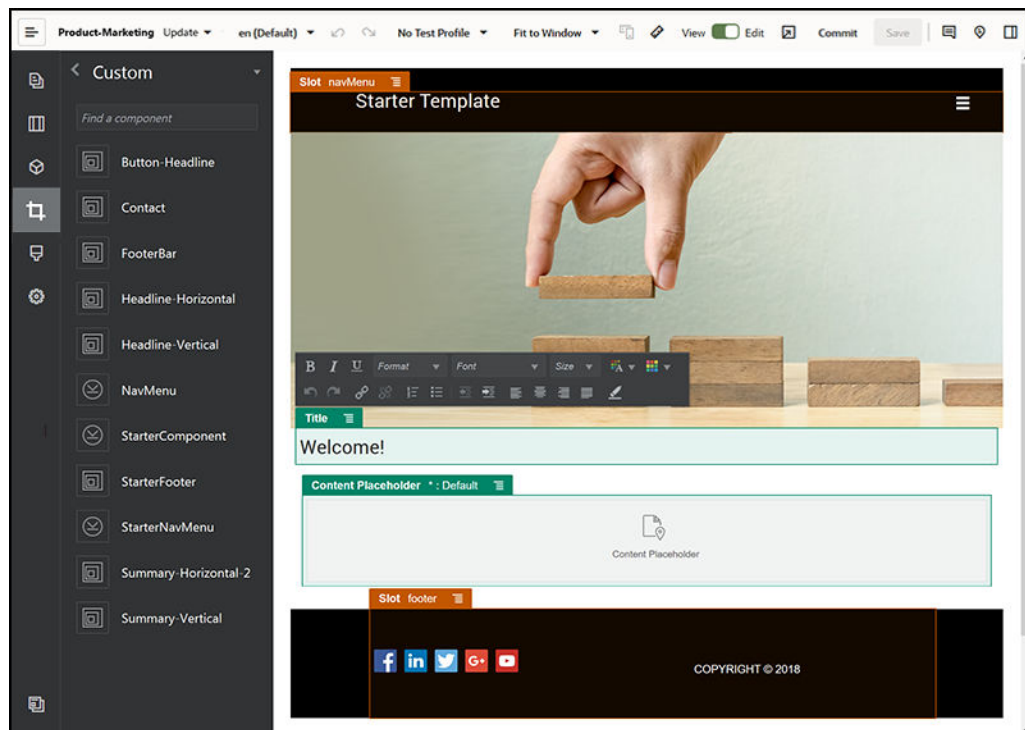 Product-Marketing Update en (Default) No Test Profile Fit to Window View Edit Commit Save
Custom
Find a component
Button-Headline
Contact
FooterBar
Headline-Horizontal
Headline-Vertical
NavMenu
StarterComponent
StarterFooter
StarterNavMenu
Summary-Horizontal-2
Summary-Vertical
Slot navMenu
Starter Template
B I U Format Font Size A
Title
Welcome!
Content Placeholder * : Default
Content Placeholder
Slot footer
f in G+
COPYRIGHT © 2018